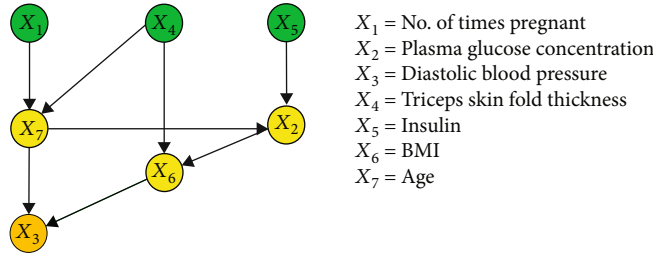 X₁ X₄ X₅
X₇ X₂
X₆
X₃
X₁ = No. of times pregnant
X₂ = Plasma glucose concentration
X₃ = Diastolic blood pressure
X₄ = Triceps skin fold thickness
X₅ = Insulin
X₆ = BMI
X₇ = Age